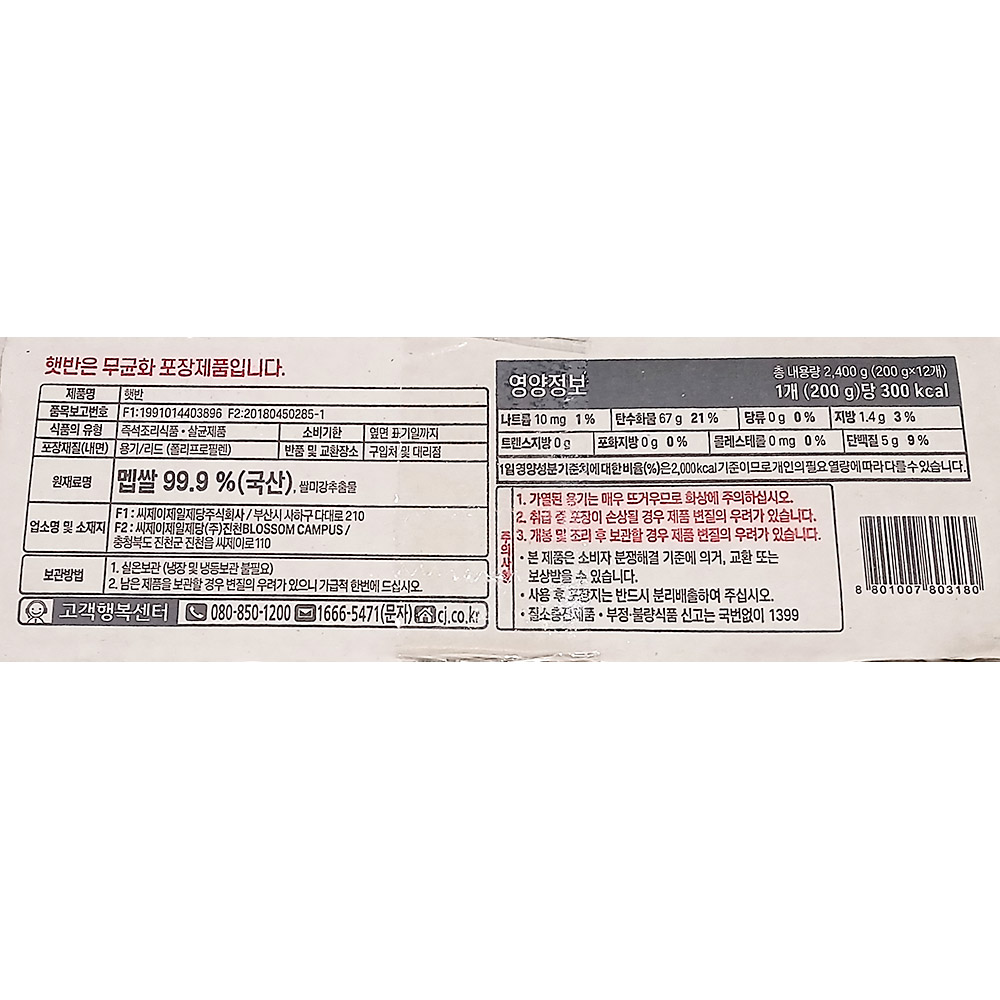 햇반은 무균화 포장제품입니다.
제품명 햇반
품목보고번호 F1:1991014403896 F2:20180450285-1
식품의 유형 즉석조리식품•살균제품 소비기한 옆면 표기일까지
포장재질(내면) 용기/리드 (폴리프로필렌) 반품 및 교환장소 구입처 및 대리점
원재료명 멥쌀 99.9 %(국산), 쌀미강추출물
업소명 및 소재지 F1 : 씨제이제일제당주식회사 / 부산시 사하구 다대로 210
F2 : 씨제이제일제당(주)진천BLOSSOM CAMPUS /
충청북도 진천군 진천읍 씨제이로 110
보관방법 1. 실온보관 (냉장 및 냉동보관 불필요)
2. 남은 제품을 보관할 경우 변질의 우려가 있으니 가급적 한번에 드십시오.
고객행복센터 080-850-1200 1666-5471(문자) cj.co.kr
영양정보 총 내용량 2,400 g (200 g×12개)
1개 (200 g)당 300 kcal
나트륨 10 mg 1 % 탄수화물 67 g 21 % 당류 0 g 0 % 지방 1.4 g 3 %
트랜스지방 0 g 포화지방 0 g 0 % 콜레스테롤 0 mg 0 % 단백질 5 g 9 %
1일 영양성분기준치에 대한 비율(%)은 2,000 kcal 기준이므로 개인의 필요 열량에 따라 다를 수 있습니다.
주의사항
1. 가열된 용기는 매우 뜨거우므로 화상에 주의하십시오.
2. 취급 중 포장이 손상될 경우 제품 변질의 우려가 있습니다.
3. 개봉 및 조리 후 보관할 경우 제품 변질의 우려가 있습니다.
• 본 제품은 소비자 분쟁해결 기준에 의거, 교환 또는
보상받을 수 있습니다.
• 사용 후 포장지는 반드시 분리배출하여 주십시오.
• 질소충전제품 • 부정·불량식품 신고는 국번없이 1399
8 801007 803180